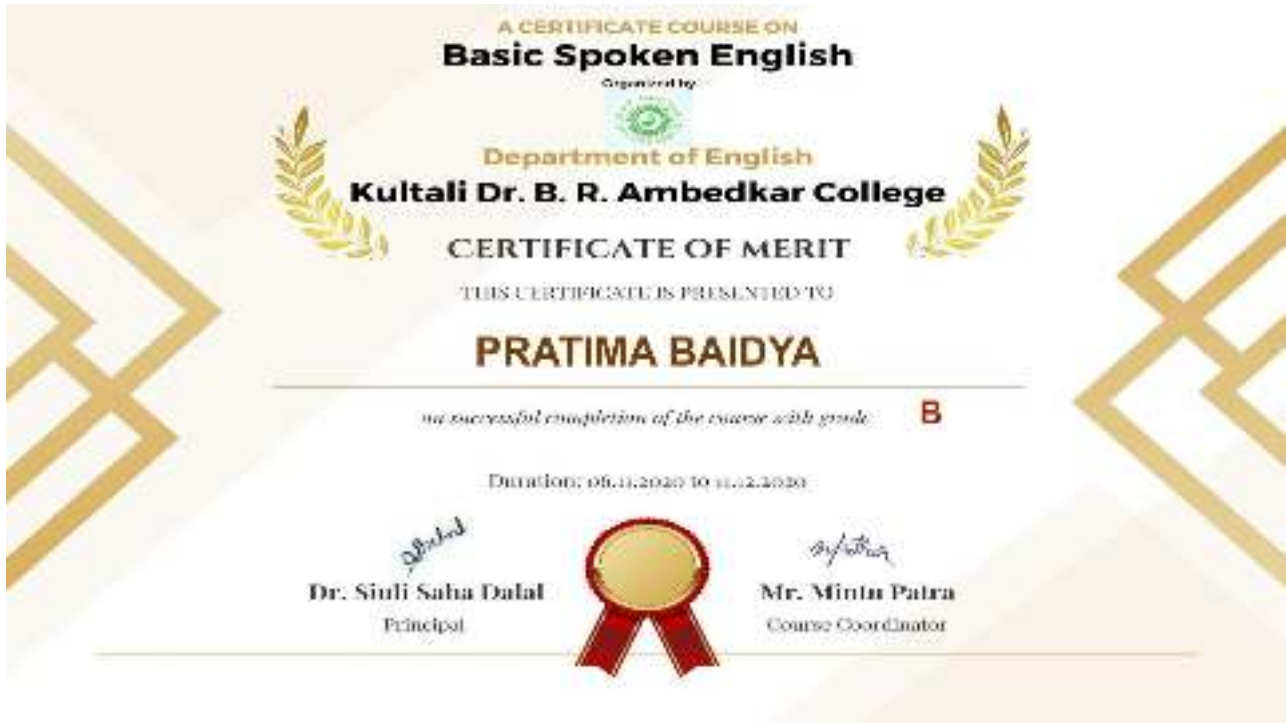 A CERTIFICATE COURSE ON
Basic Spoken English
Organized by
Department of English
Kultali Dr. B. R. Ambedkar College
CERTIFICATE OF MERIT
THIS CERTIFICATE IS PRESENTED TO
PRATIMA BAIDYA
on successful completion of the course with grade B
Duration: 06.11.2020 to 11.12.2020
Dr. Siuli Saha Dalal Mr. Mintu Patra
Principal Course Coordinator